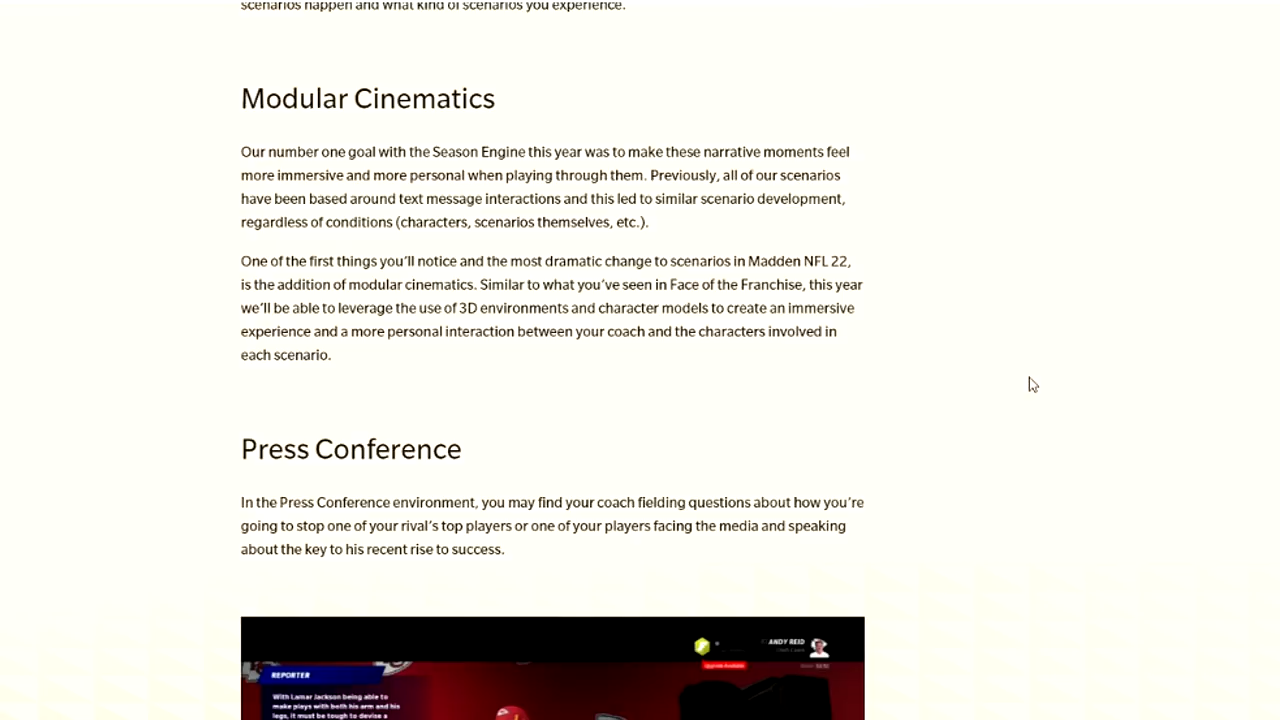 scenarios happen and what kind of scenarios you experience.
Modular Cinematics
Our number one goal with the Season Engine this year was to make these narrative moments feel
more immersive and more personal when playing through them. Previously, all of our scenarios
have been based around text message interactions and this led to similar scenario development,
regardless of conditions (characters, scenarios themselves, etc.).
One of the first things you’ll notice and the most dramatic change to scenarios in Madden NFL 22,
is the addition of modular cinematics. Similar to what you’ve seen in Face of the Franchise, this year
we’ll be able to leverage the use of 3D environments and character models to create an immersive
experience and a more personal interaction between your coach and the characters involved in
each scenario.
Press Conference
In the Press Conference environment, you may find your coach fielding questions about how you’re
going to stop one of your rival’s top players or one of your players facing the media and speaking
about the key to his recent rise to success.
ANDY REID
Upgrade Available
REPORTER
With Lamar Jackson being able to
make plays with both his arm and his
legs, it must be tough to devise a